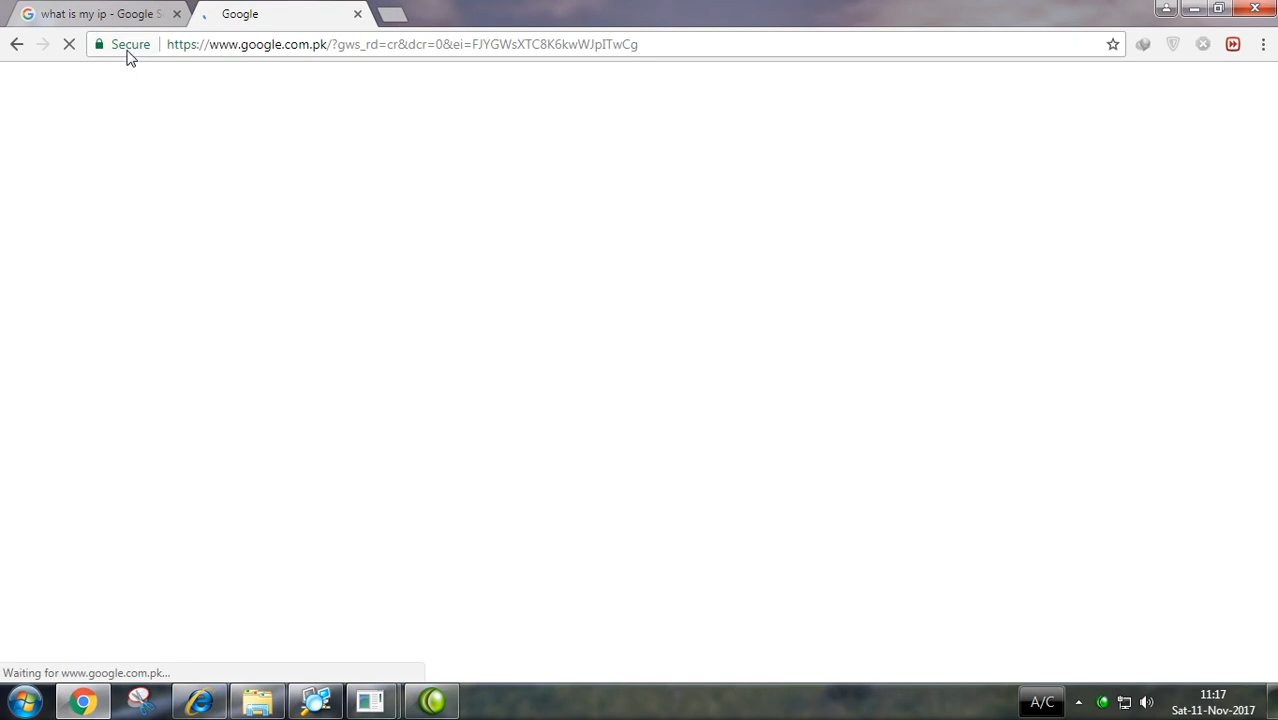 what is my ip - Google S
Google
Secure
https://www.google.com.pk/?gws_rd=cr&dcr=0&ei=FJYGWsXTC8K6kwWJpITwCg
Waiting for www.google.com.pk...
A/C
11:17
Sat-11-Nov-2017